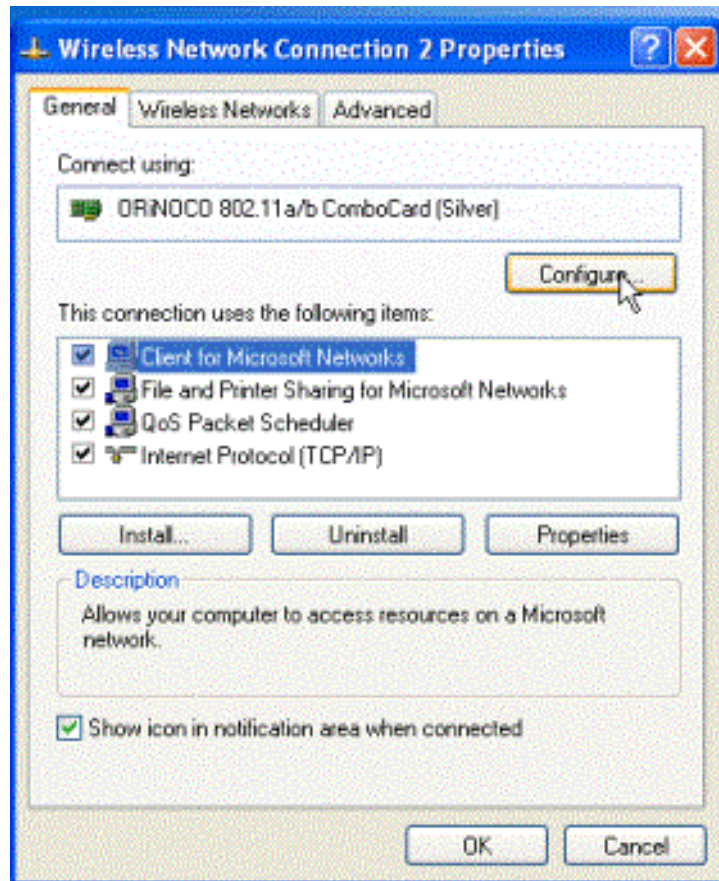 Wireless Network Connection 2 Properties
General Wireless Networks Advanced
Connect using:
ORiNOCO 802.11a/b ComboCard (Silver)
Configure...
This connection uses the following items:
Client for Microsoft Networks
File and Printer Sharing for Microsoft Networks
QoS Packet Scheduler
Internet Protocol (TCP/IP)
Install... Uninstall Properties
Description
Allows your computer to access resources on a Microsoft
network.
Show icon in notification area when connected
OK Cancel